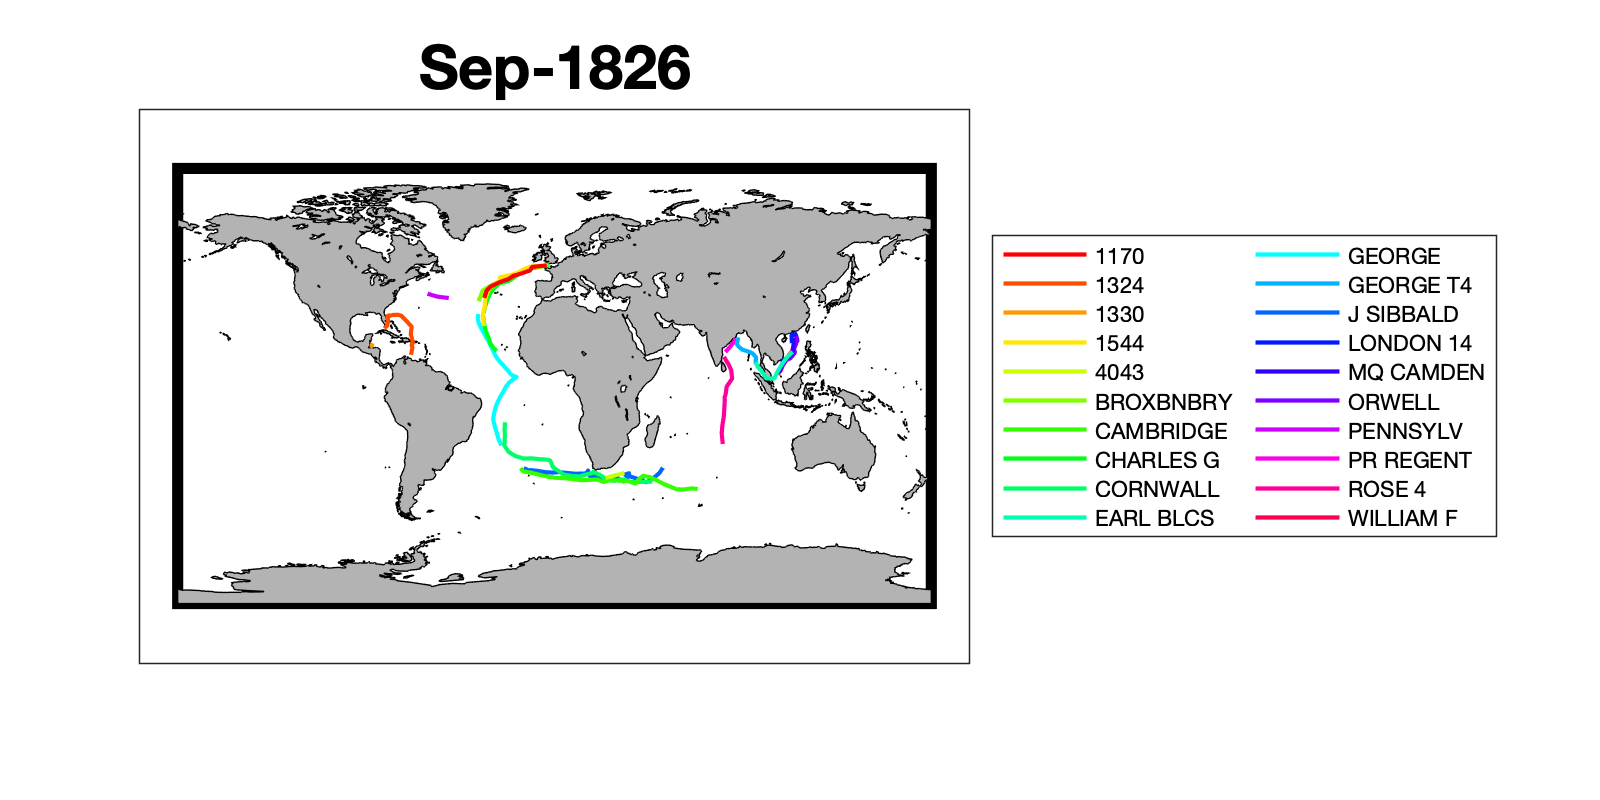 Sep-1826
1170
1324
1330
1544
4043
BROXBNBRY
CAMBRIDGE
CHARLES G
CORNWALL
EARL BLCS
GEORGE
GEORGE T4
J SIBBALD
LONDON 14
MQ CAMDEN
ORWELL
PENNSYLV
PR REGENT
ROSE 4
WILLIAM F